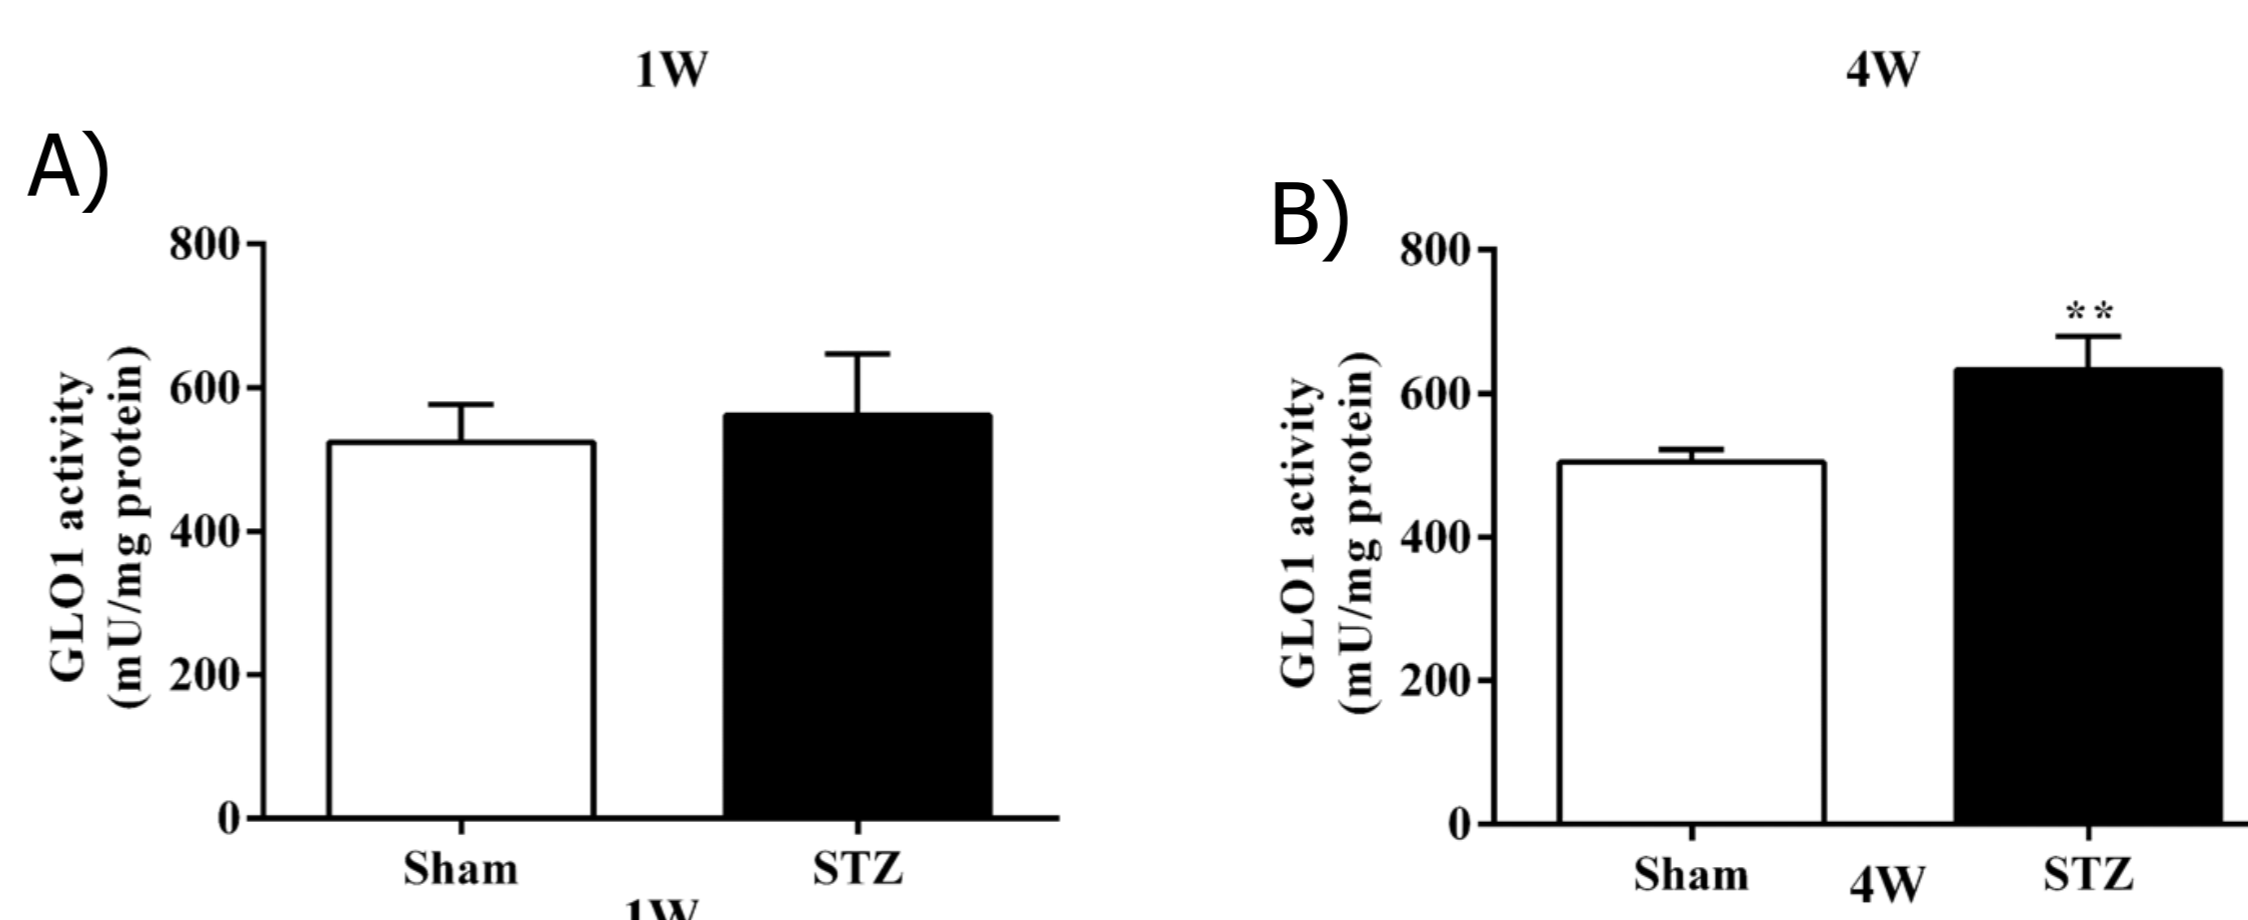 1W
4W
A)
B)
800
600
400
200
0
GLO1 activity
(mU/mg protein)
Sham
STZ
1W
800
600
400
200
0
GLO1 activity
(mU/mg protein)
**
Sham
STZ
4W